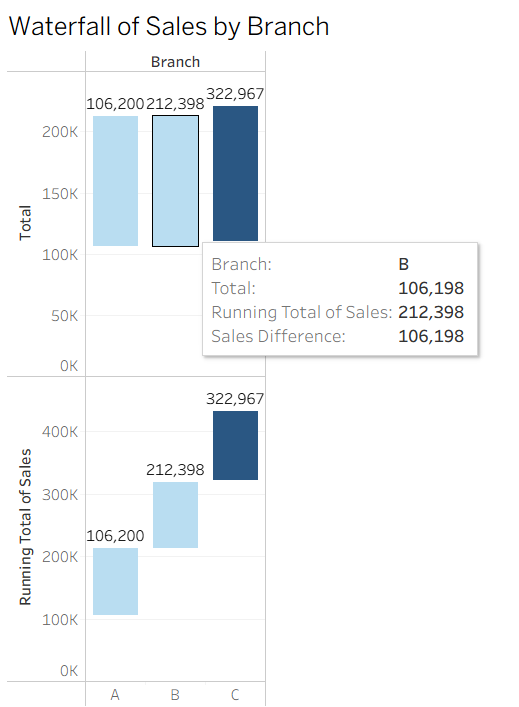 Waterfall of Sales by Branch
Branch
106,200 212,398 322,967
200K
150K
100K
50K
0K
Total
Branch: B
Total: 106,198
Running Total of Sales: 212,398
Sales Difference: 106,198
322,967
400K
212,398
300K
106,200
200K
100K
0K
Running Total of Sales
A B C